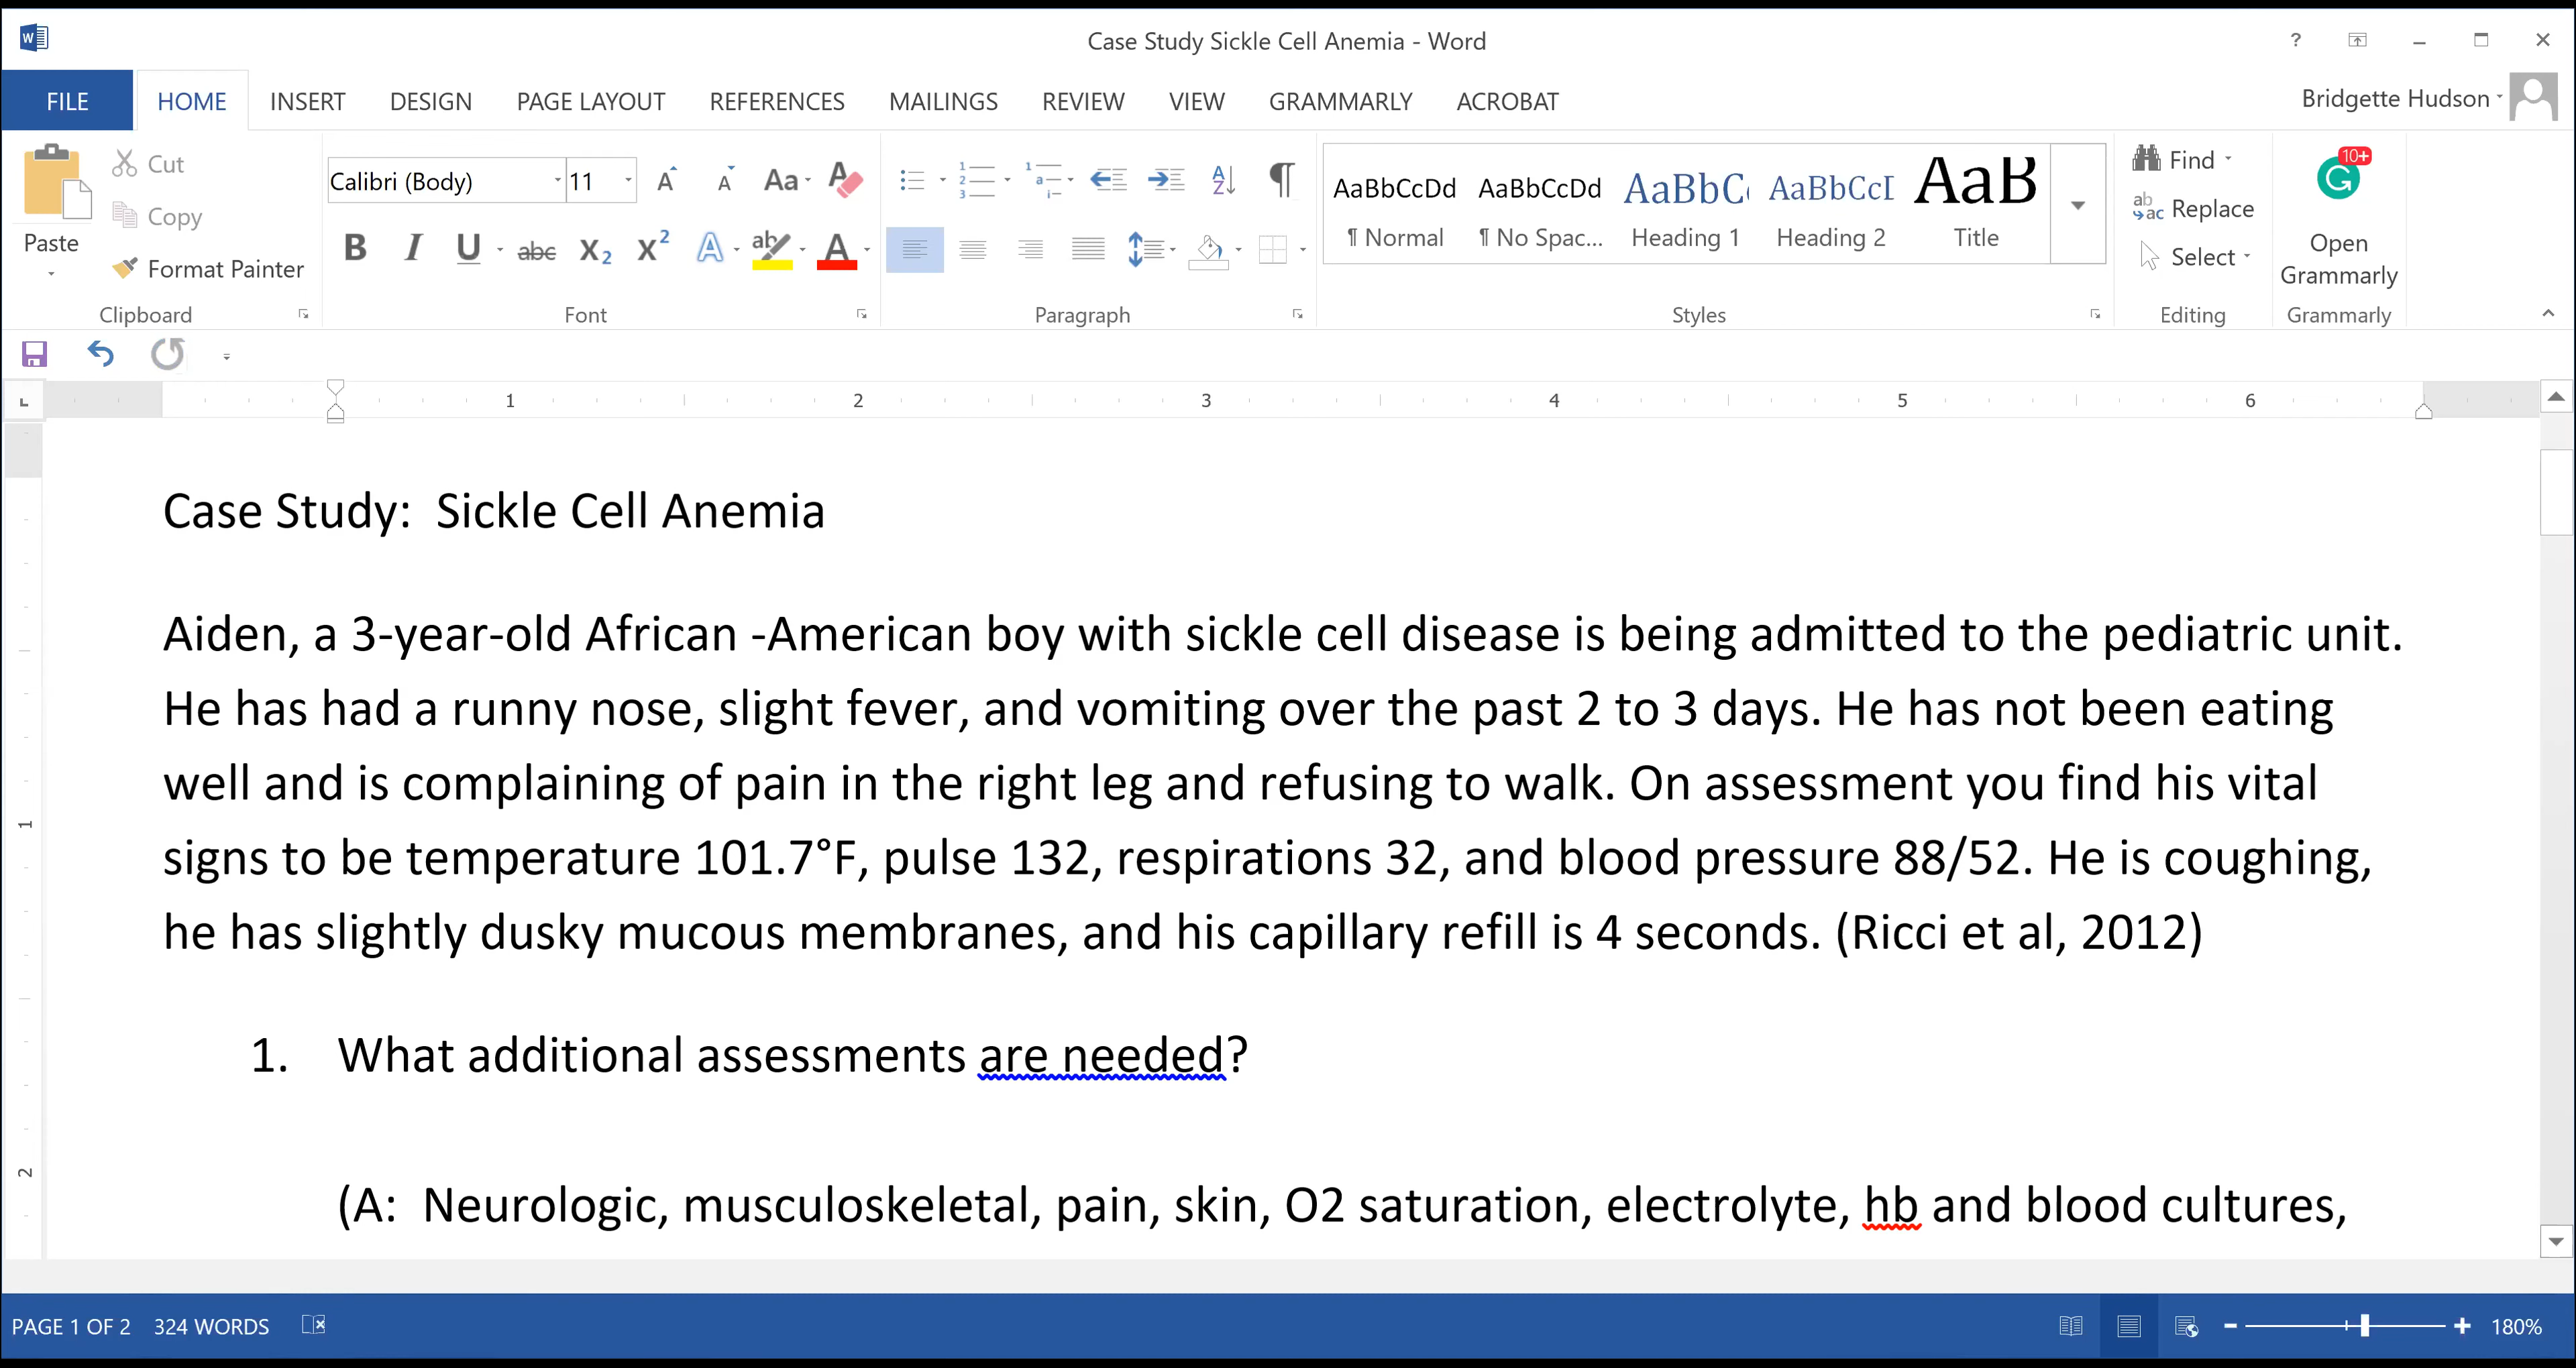 Case Study Sickle Cell Anemia - Word
?
FILE HOME INSERT DESIGN PAGE LAYOUT REFERENCES MAILINGS REVIEW VIEW GRAMMARLY ACROBAT
Bridgette Hudson
Paste
Cut
Copy
Format Painter
Clipboard
Calibri (Body) 11
Font
Paragraph
AaBbCcDd AaBbCcDd AaBbC AaBbCcI AaB
¶ Normal ¶ No Spac... Heading 1 Heading 2 Title
Styles
Find
Replace
Select
Editing
10+
Open
Grammarly
Grammarly
1 2 3 4 5 6
Case Study:  Sickle Cell Anemia
Aiden, a 3-year-old African -American boy with sickle cell disease is being admitted to the pediatric unit.
He has had a runny nose, slight fever, and vomiting over the past 2 to 3 days. He has not been eating
well and is complaining of pain in the right leg and refusing to walk. On assessment you find his vital
signs to be temperature 101.7°F, pulse 132, respirations 32, and blood pressure 88/52. He is coughing,
he has slightly dusky mucous membranes, and his capillary refill is 4 seconds. (Ricci et al, 2012)
1. What additional assessments are needed?
(A:  Neurologic, musculoskeletal, pain, skin, O2 saturation, electrolyte, hb and blood cultures,
1
2
PAGE 1 OF 2 324 WORDS
180%